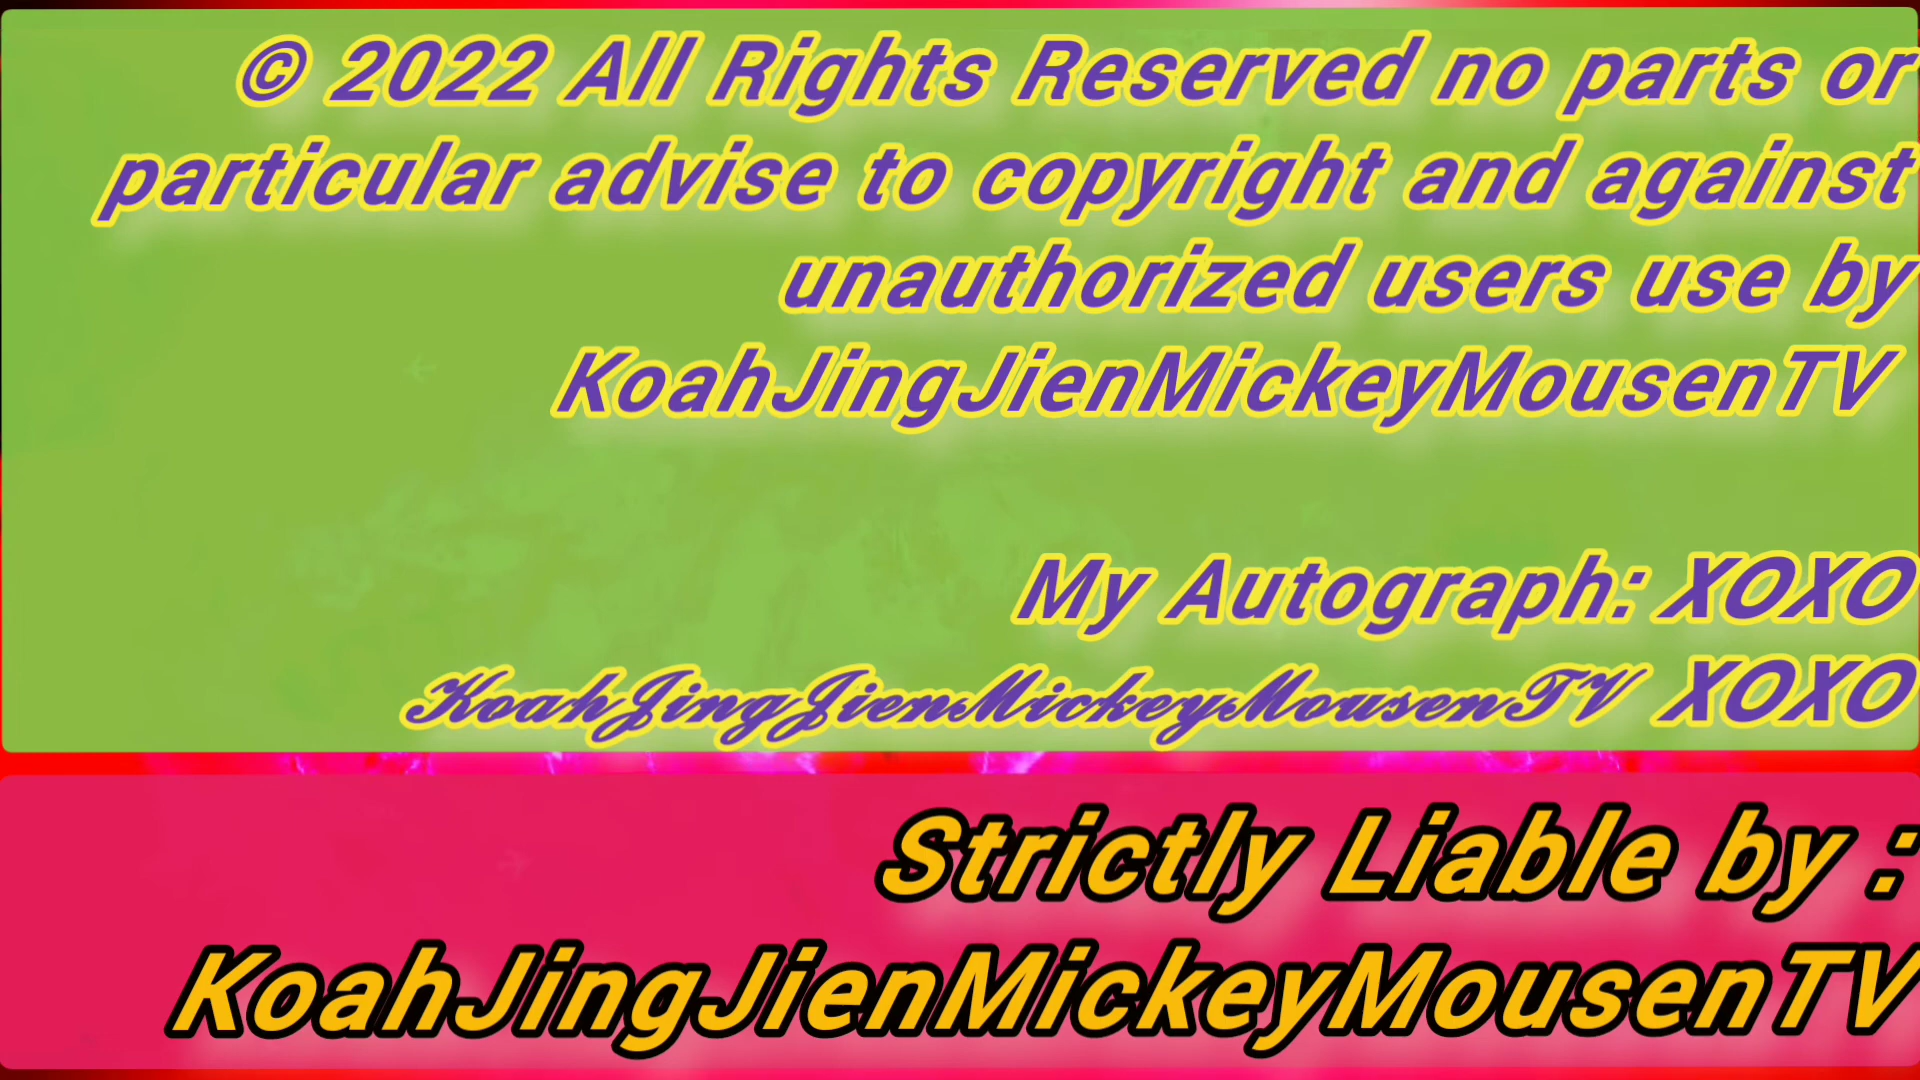 © 2022 All Rights Reserved no parts or
particular advise to copyright and against
unauthorized users use by
KoahJingJienMickeyMousenTV
My Autograph: XOXO
𝓚𝓸𝓪𝓱𝓙𝓲𝓷𝓰𝓙𝓲𝓮𝓷𝓜𝓲𝓬𝓴𝓮𝔂𝓜𝓸𝓾𝓼𝓮𝓷𝓣𝓥 XOXO
Strictly Liable by :
KoahJingJienMickeyMousenTV